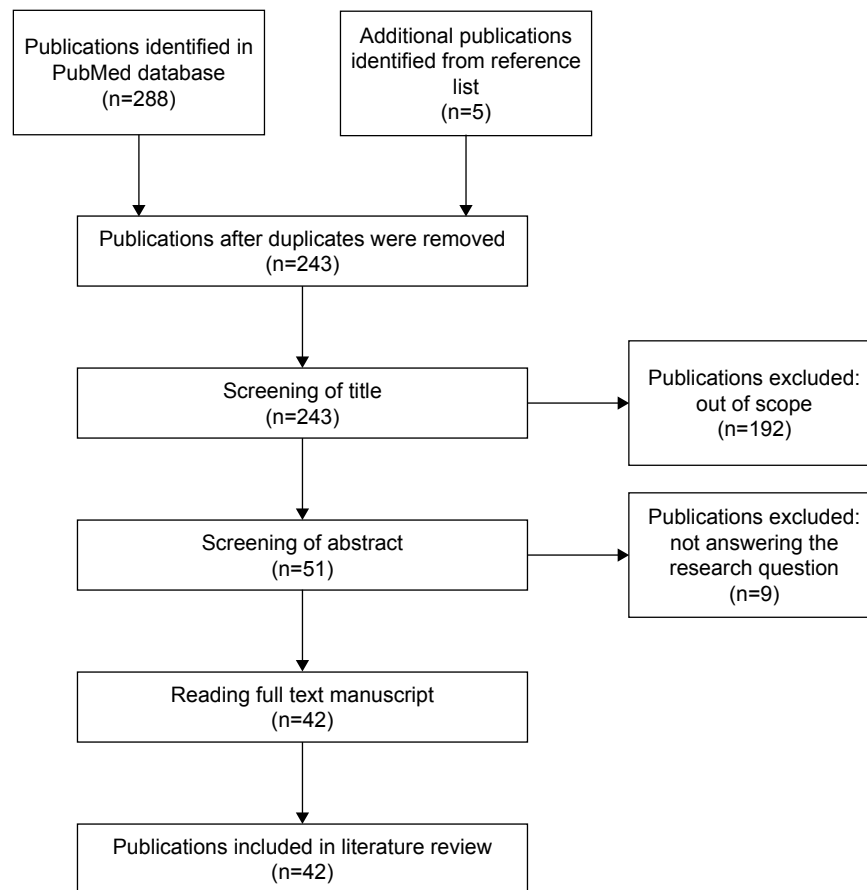 Publications identified in
PubMed database
(n=288)
Additional publications
identified from reference
list
(n=5)
Publications after duplicates were removed
(n=243)
Screening of title
(n=243)
Publications excluded:
out of scope
(n=192)
Screening of abstract
(n=51)
Publications excluded:
not answering the
research question
(n=9)
Reading full text manuscript
(n=42)
Publications included in literature review
(n=42)